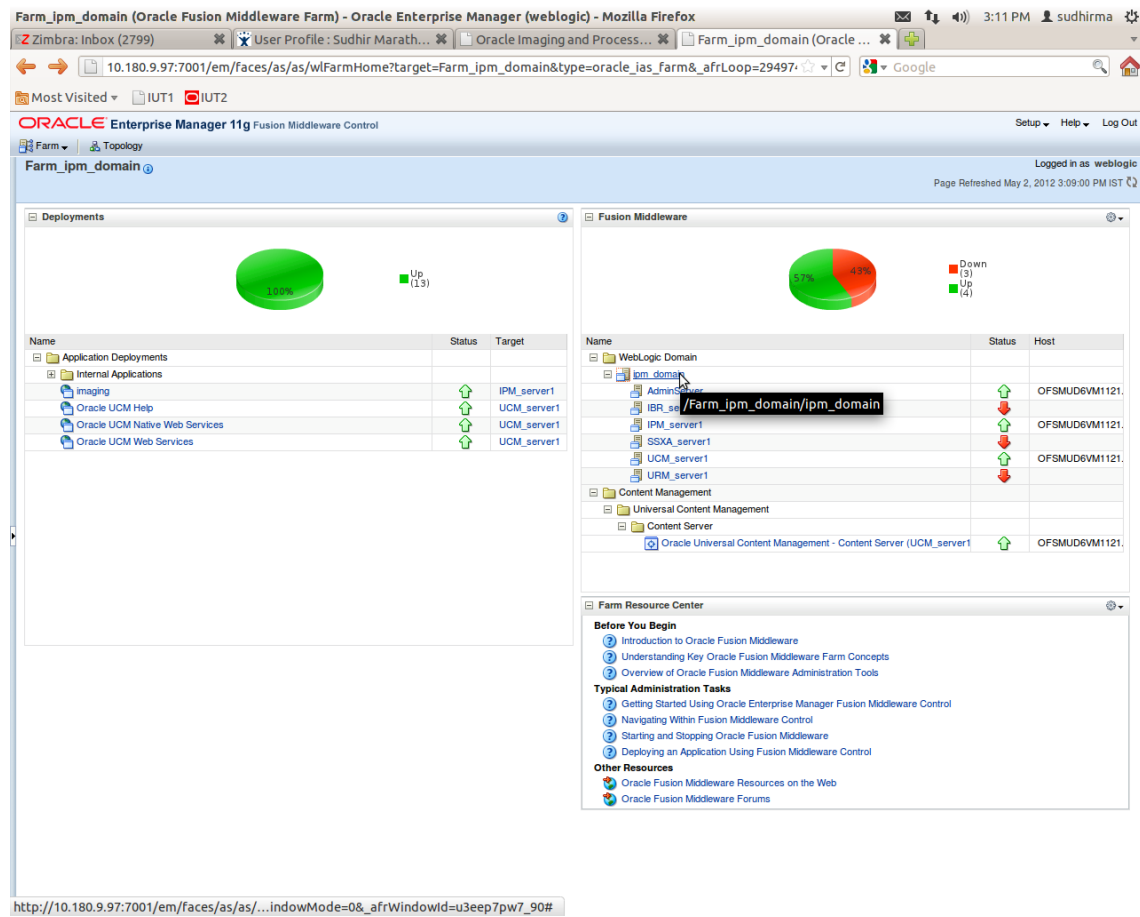 Farm_ipm_domain (Oracle Fusion Middleware Farm) - Oracle Enterprise Manager (weblogic) - Mozilla Firefox 3:11 PM sudhirma
Zimbra: Inbox (2799) User Profile : Sudhir Marath... Oracle Imaging and Process... Farm_ipm_domain (Oracle ...
10.180.9.97:7001/em/faces/as/as/wlFarmHome?target=Farm_ipm_domain&type=oracle_ias_farm&_afrLoop=29497 Google
Most Visited IUT1 IUT2
ORACLE Enterprise Manager 11g Fusion Middleware Control Setup Help Log Out
Farm Topology
Farm_ipm_domain Logged in as weblogic
Page Refreshed May 2, 2012 3:09:00 PM IST
Deployments
100%
Up
(13)
Name Status Target
Application Deployments
Internal Applications
imaging IPM_server1
Oracle UCM Help UCM_server1
Oracle UCM Native Web Services UCM_server1
Oracle UCM Web Services UCM_server1
Fusion Middleware
57% 43%
Down
(3)
Up
(4)
Name Status Host
WebLogic Domain
ipm_domain
AdminServer OFSMUD6VM1121.
/Farm_ipm_domain/ipm_domain
IBR_se
IPM_server1 OFSMUD6VM1121.
SSXA_server1
UCM_server1 OFSMUD6VM1121.
URM_server1
Content Management
Universal Content Management
Content Server
Oracle Universal Content Management - Content Server (UCM_server1 OFSMUD6VM1121.
Farm Resource Center
Before You Begin
Introduction to Oracle Fusion Middleware
Understanding Key Oracle Fusion Middleware Farm Concepts
Overview of Oracle Fusion Middleware Administration Tools
Typical Administration Tasks
Getting Started Using Oracle Enterprise Manager Fusion Middleware Control
Navigating Within Fusion Middleware Control
Starting and Stopping Oracle Fusion Middleware
Deploying an Application Using Fusion Middleware Control
Other Resources
Oracle Fusion Middleware Resources on the Web
Oracle Fusion Middleware Forums
http://10.180.9.97:7001/em/faces/as/as/...indowMode=0&_afrWindowId=u3eep7pw7_90#